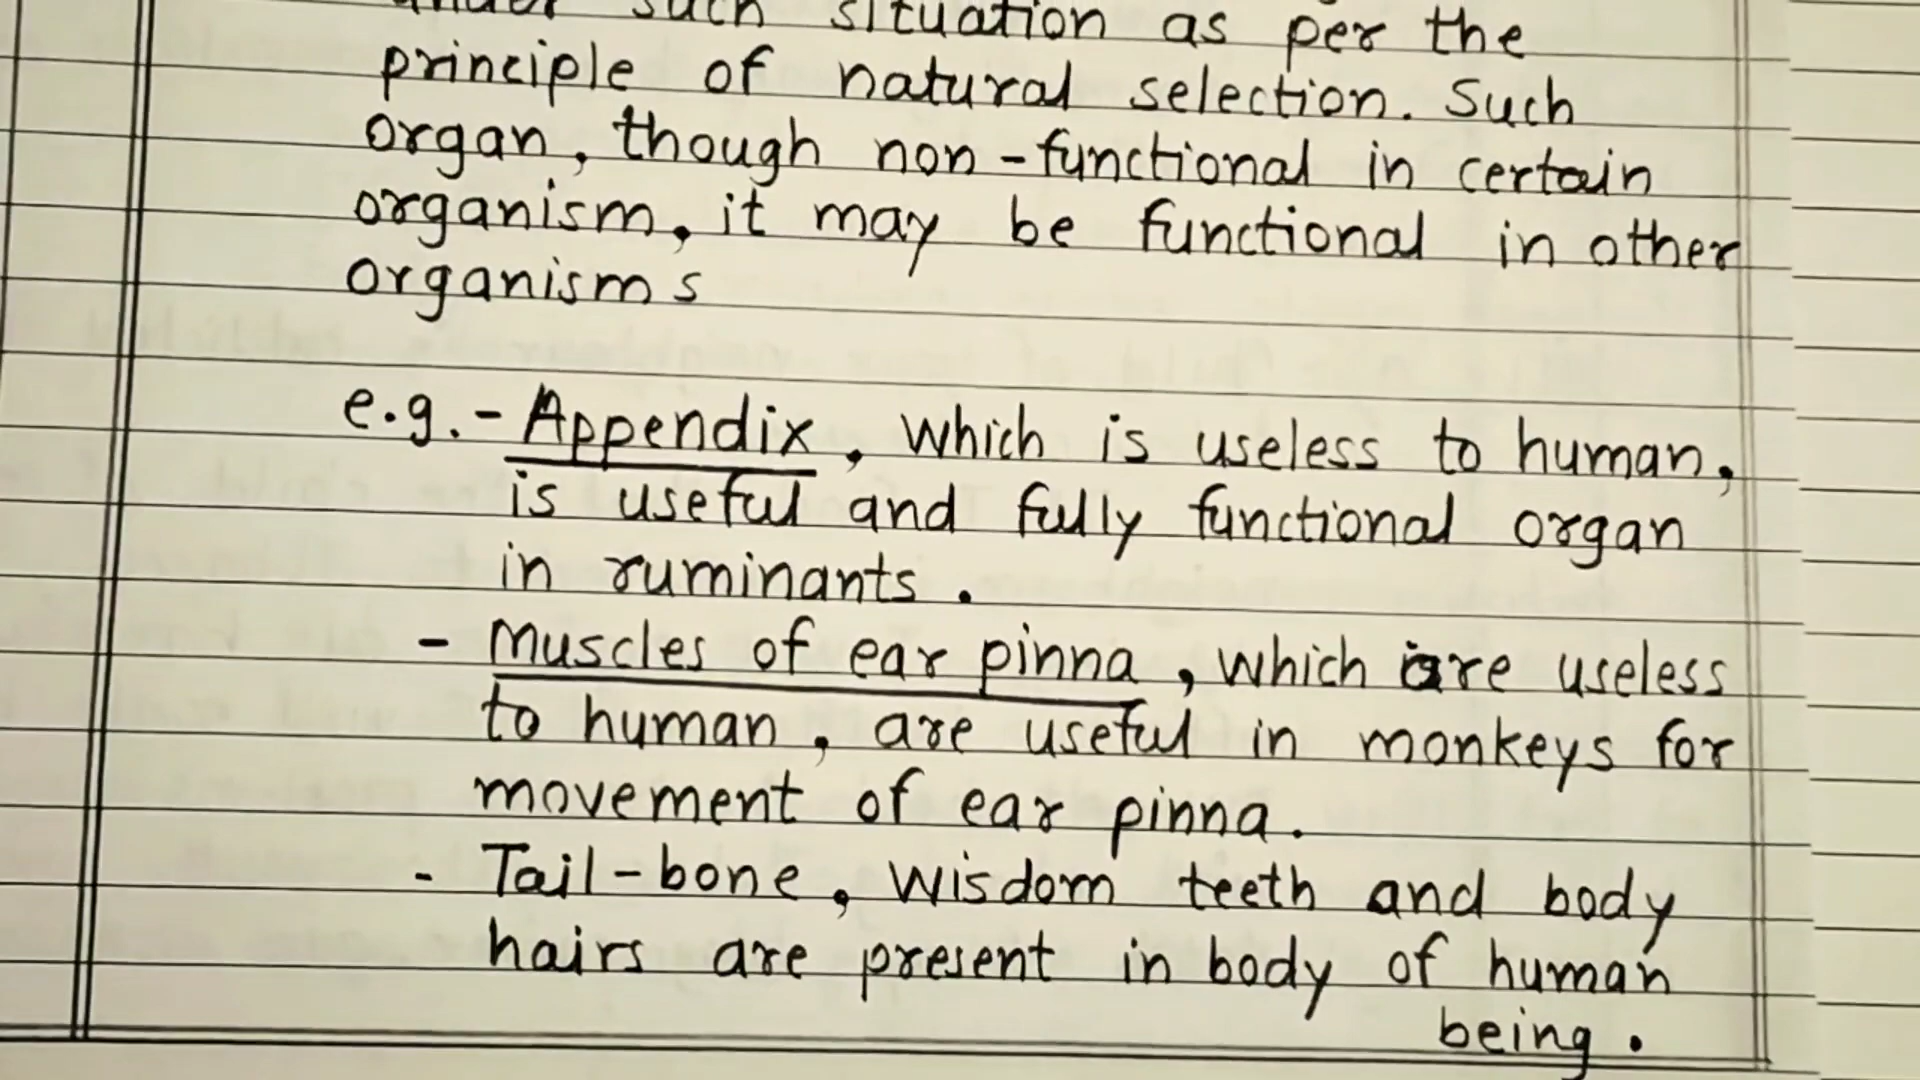 under such situation as per the
principle of natural selection. Such
organ, though non-functional in certain
organism, it may be functional in other
organisms
e.g.- Appendix, which is useless to human,
is useful and fully functional organ
in ruminants.
- Muscles of ear pinna, which are useless
to human, are useful in monkeys for
movement of ear pinna.
- Tail-bone, wisdom teeth and body
hairs are present in body of human
being.